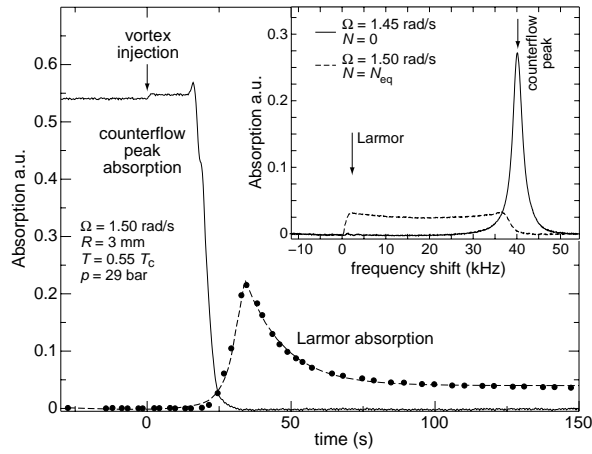 vortex
injection
counterflow
peak
absorption
Ω = 1.50 rad/s
R = 3 mm
T = 0.55 Tc
p = 29 bar
Larmor absorption
Absorption a.u.
0.6
0.5
0.4
0.3
0.2
0.1
0
0 50 100 150
time (s)
Ω = 1.45 rad/s
N = 0
Ω = 1.50 rad/s
N = Neq
Larmor
counterflow
peak
Absorption a.u.
0.3
0.2
0.1
0
-10 0 10 20 30 40 50
frequency shift (kHz)